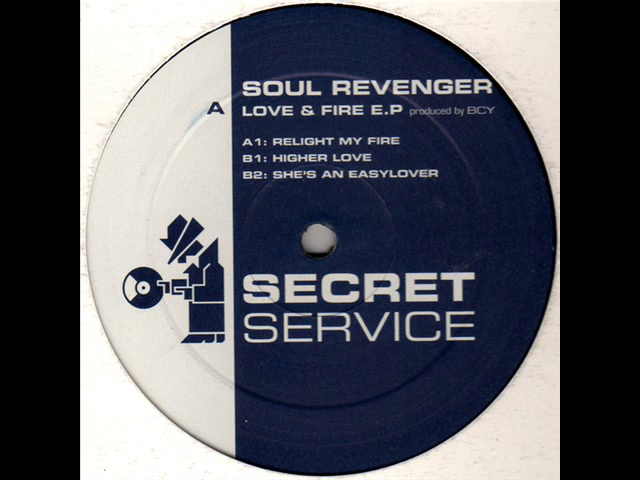 SOUL REVENGER
A LOVE & FIRE E.P produced by BCY
A1: RELIGHT MY FIRE
B1: HIGHER LOVE
B2: SHE'S AN EASYLOVER
SECRET
SERVICE